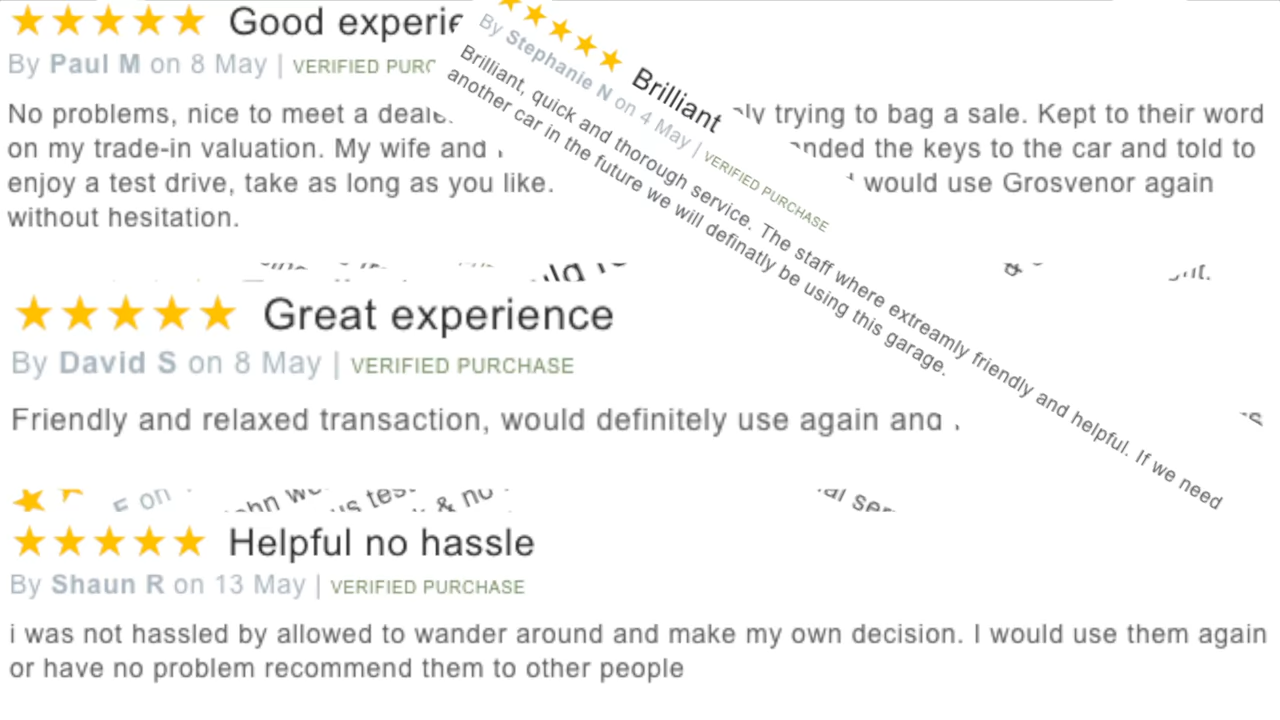 Good
By Paul M on 8 May | VERIFIED
No problems, nice to meet a trying to bag a sale. Kept to their word
on my trade-in valuation. My wife and the keys to the car and told to
enjoy a test drive, take as long as you like. would use Grosvenor again
without hesitation.
Brilliant
By Stephanie N on 4 May | VERIFIED PURCHASE
Brilliant, quick and thorough service. The staff where extreamly friendly and helpful. If we need
another car in the future we will definatly be using this garage.
Great experience
By David S on 8 May | VERIFIED PURCHASE
Friendly and relaxed transaction, would definitely use again and
on
& no
Helpful no hassle
By Shaun R on 13 May | VERIFIED PURCHASE
i was not hassled by allowed to wander around and make my own decision. I would use them again
or have no problem recommend them to other people